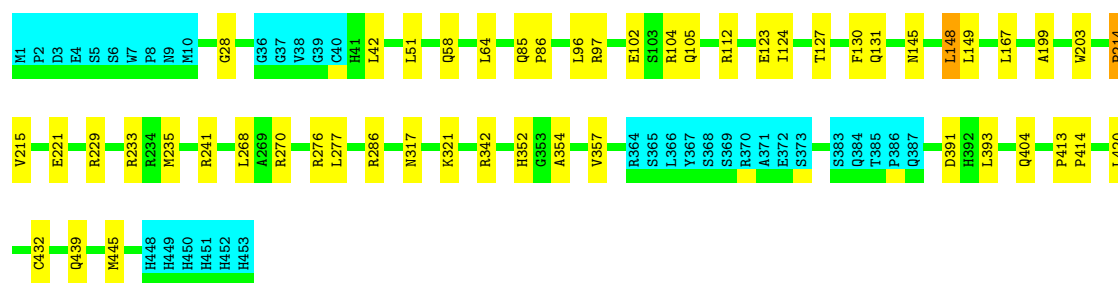 M1 P2 D3 E4 S5 S6 W7 P8 N9 M10 G28 G36 G37 V38 G39 C40 H41 L42 L51 Q58 L64 Q85 P86 L96 R97 E102 S103 R104 Q105 R112 E123 I124 T127 F130 Q131 N145 L148 L149 L167 A199 W203
V215 E221 R229 R233 R234 M235 R241 L268 A269 R270 R276 L277 R286 N317 K321 R342 H352 G353 A354 V357 R364 S365 L366 Y367 S368 S369 R370 A371 E372 S373 S383 Q384 T385 P386 Q387 D391 H392 L393 Q404 P413 P414 L420
C432 Q439 M445 H448 H449 H450 H451 H452 H453